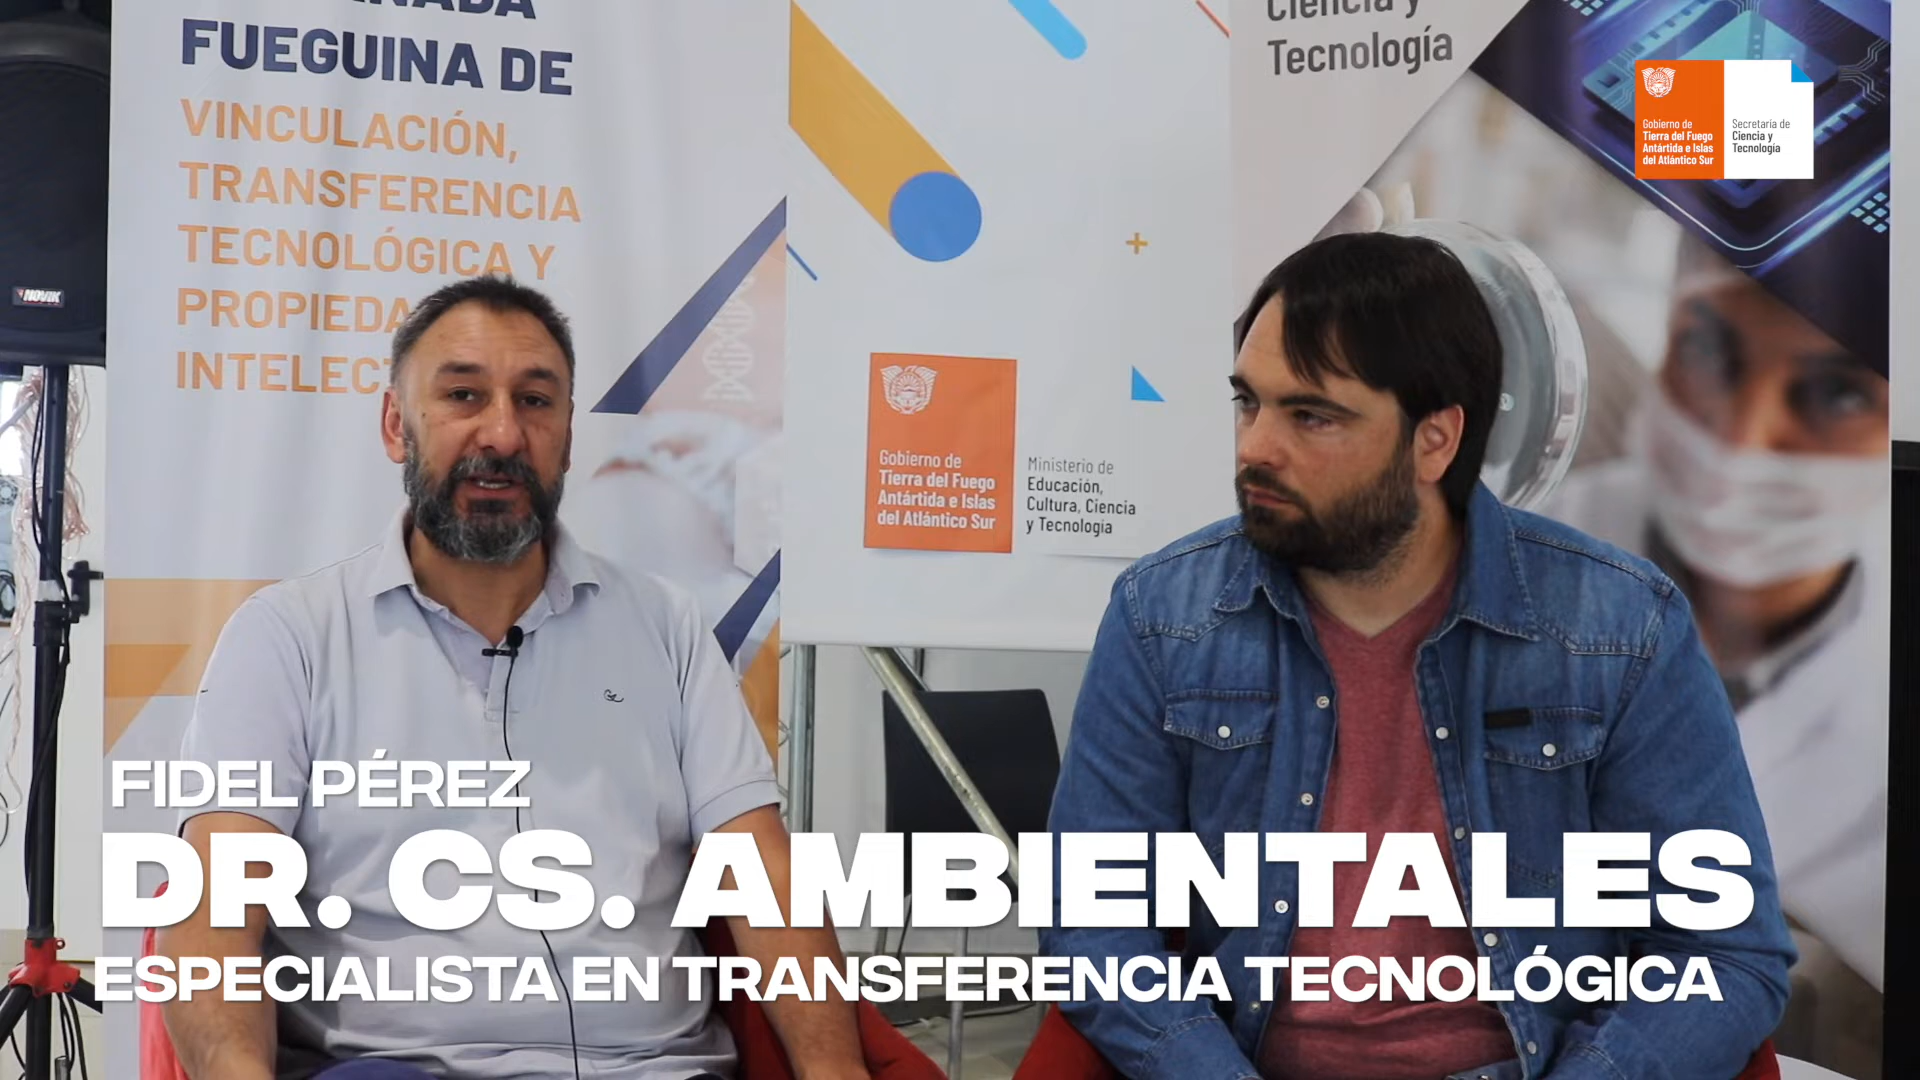 FUEGUINA DE
VINCULACIÓN,
TRANSFERENCIA
TECNOLÓGICA Y
INTELECT
Ciencia y
Tecnología
Gobierno de
Tierra del Fuego
Antártida e Islas
del Atlántico Sur
Secretaría de
Ciencia y
Tecnología
NOVIK
Gobierno de
Tierra del Fuego
Antártida e Islas
del Atlántico Sur
Ministerio de
Educación,
Cultura, Ciencia
y Tecnología
FIDEL PÉREZ
DR. CS. AMBIENTALES
ESPECIALISTA EN TRANSFERENCIA TECNOLÓGICA